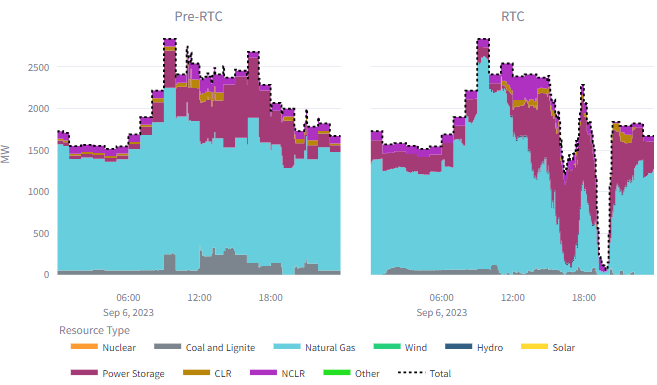 Pre-RTC RTC
2500
2000
1500
1000
500
0
MW
06:00 12:00 18:00 06:00 12:00 18:00
Sep 6, 2023 Sep 6, 2023
Resource Type
Nuclear Coal and Lignite Natural Gas Wind Hydro Solar
Power Storage CLR NCLR Other Total